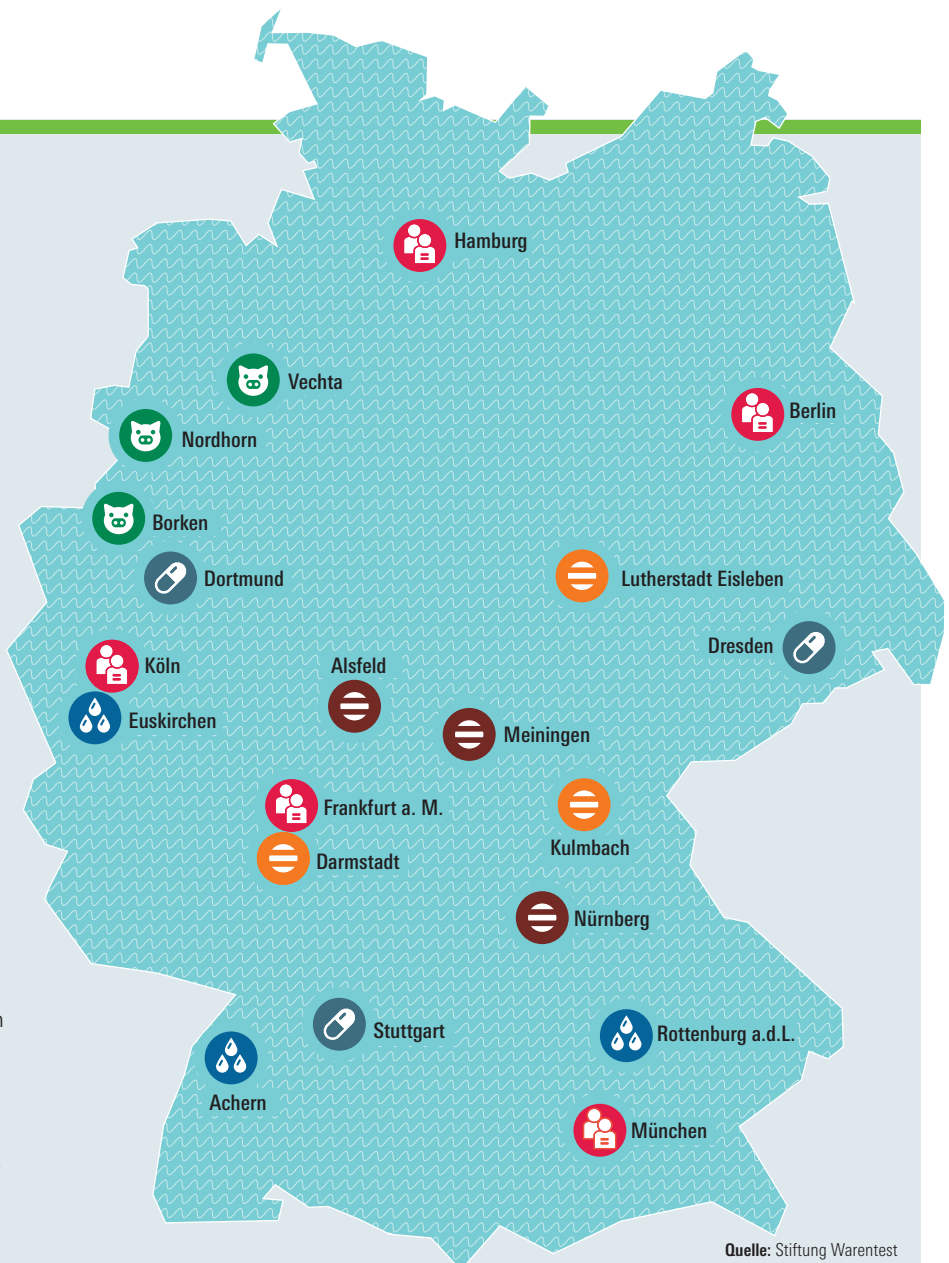 Hamburg
Vechta
Berlin
Nordhorn
Borken
Dortmund
Lutherstadt Eisleben
Dresden
Köln
Alsfeld
Euskirchen
Meiningen
Frankfurt a. M.
Kulmbach
Darmstadt
Nürnberg
Stuttgart
Rottenburg a.d.L.
Achern
München
Quelle: Stiftung Warentest